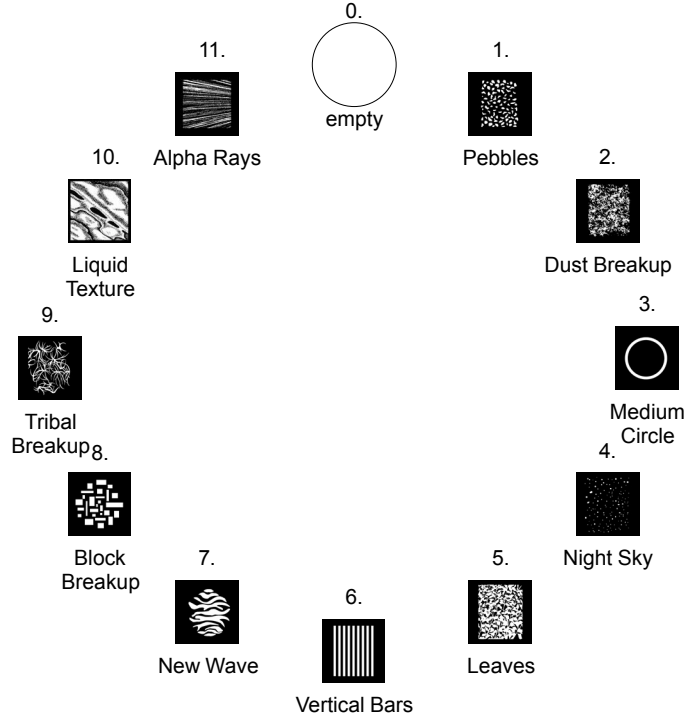 0.
empty
1.
Pebbles
2.
Dust Breakup
3.
Medium
Circle
4.
Night Sky
5.
Leaves
6.
Vertical Bars
7.
New Wave
8.
Block
Breakup
9.
Tribal
Breakup
10.
Liquid
Texture
11.
Alpha Rays